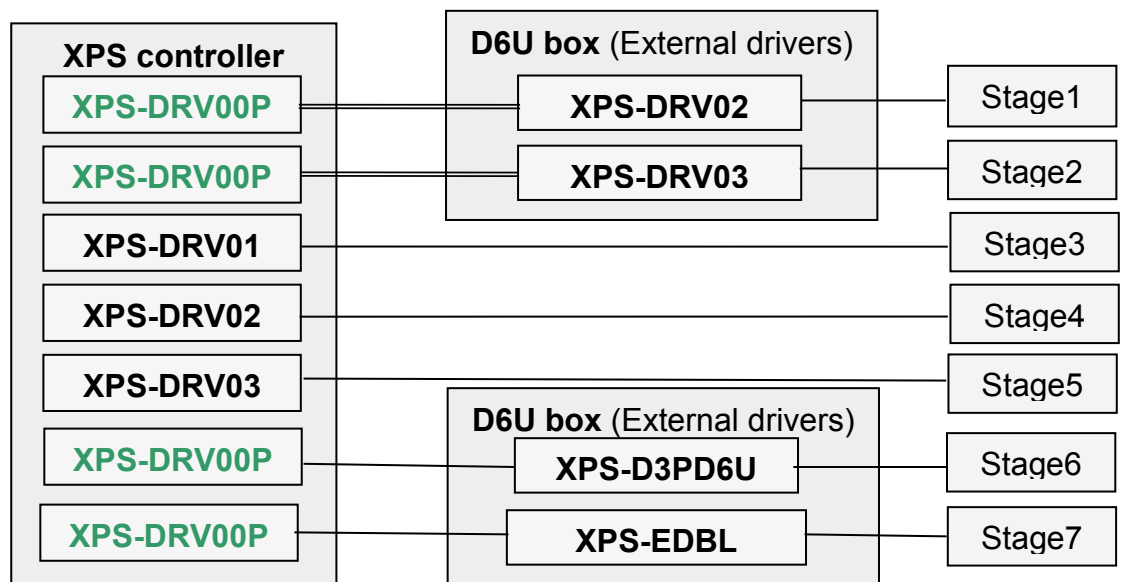 XPS controller
XPS-DRV00P
XPS-DRV00P
XPS-DRV01
XPS-DRV02
XPS-DRV03
XPS-DRV00P
XPS-DRV00P
D6U box (External drivers)
XPS-DRV02
XPS-DRV03
D6U box (External drivers)
XPS-D3PD6U
XPS-EDBL
Stage1
Stage2
Stage3
Stage4
Stage5
Stage6
Stage7